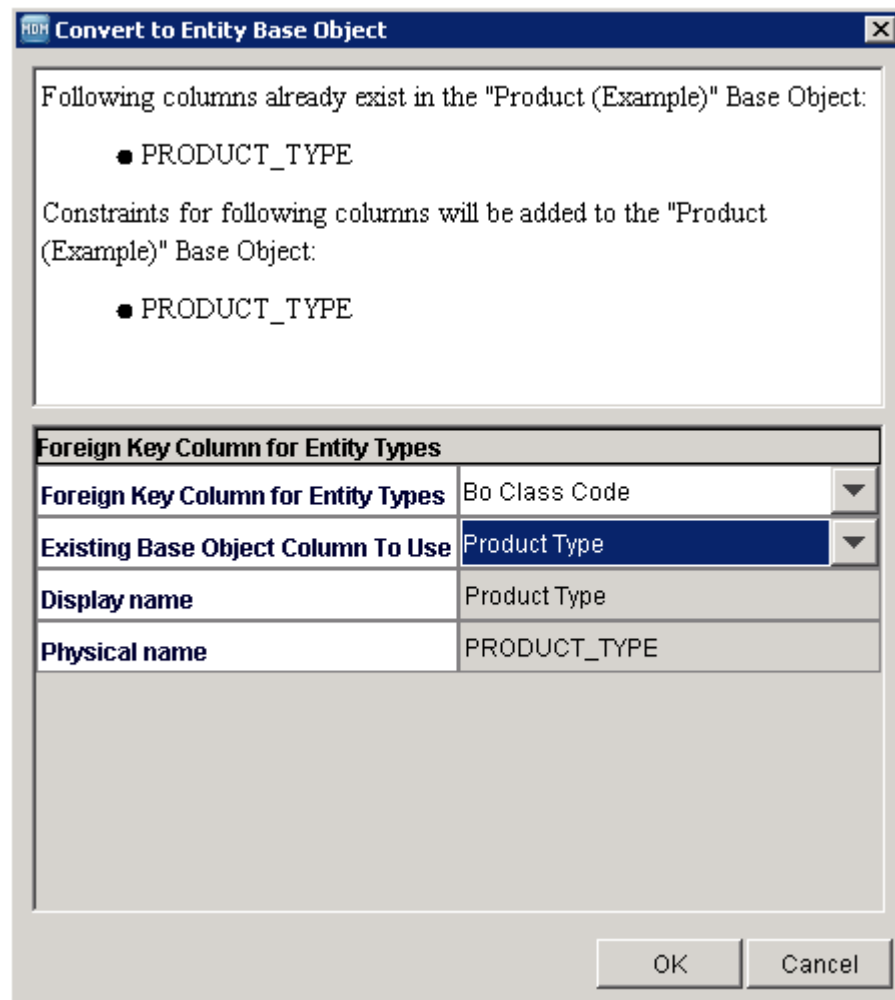 MDM Convert to Entity Base Object
Following columns already exist in the "Product (Example)" Base Object:
● PRODUCT_TYPE
Constraints for following columns will be added to the "Product
(Example)" Base Object:
● PRODUCT_TYPE
Foreign Key Column for Entity Types
Foreign Key Column for Entity Types Bo Class Code
Existing Base Object Column To Use Product Type
Display name Product Type
Physical name PRODUCT_TYPE
OK Cancel